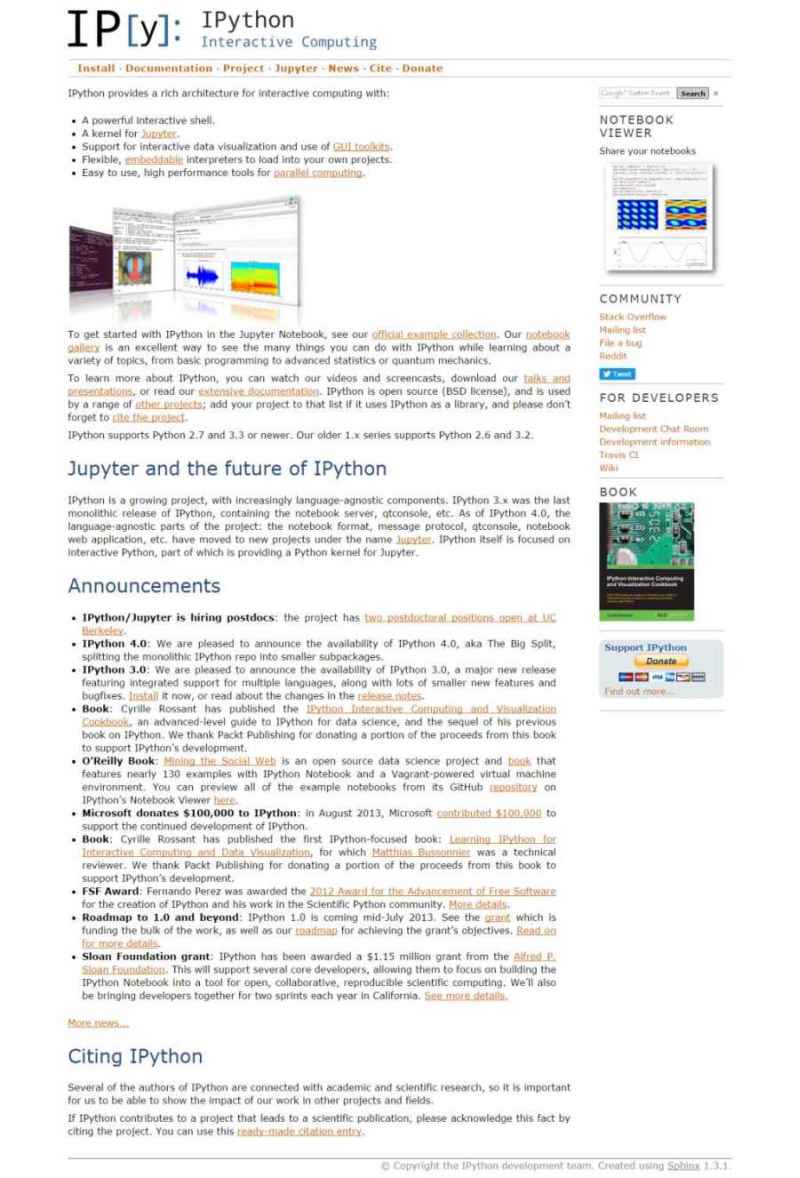 IP[y]: IPython
Interactive Computing
Install · Documentation · Project · Jupyter · News · Cite · Donate
IPython provides a rich architecture for interactive computing with:
• A powerful interactive shell.
• A kernel for Jupyter.
• Support for interactive data visualization and use of GUI toolkits.
• Flexible, embeddable interpreters to load into your own projects.
• Easy to use, high performance tools for parallel computing.
To get started with IPython in the Jupyter Notebook, see our official example collection. Our notebook
gallery is an excellent way to see the many things you can do with IPython while learning about a
variety of topics, from basic programming to advanced statistics or quantum mechanics.
To learn more about IPython, you can watch our videos and screencasts, download our talks and
presentations, or read our extensive documentation. IPython is open source (BSD license), and is used
by a range of other projects; add your project to that list if it uses IPython as a library, and please don't
forget to cite the project.
IPython supports Python 2.7 and 3.3 or newer. Our older 1.x series supports Python 2.6 and 3.2.
Jupyter and the future of IPython
IPython is a growing project, with increasingly language-agnostic components. IPython 3.x was the last
monolithic release of IPython, containing the notebook server, qtconsole, etc. As of IPython 4.0, the
language-agnostic parts of the project: the notebook format, message protocol, qtconsole, notebook
web application, etc. have moved to new projects under the name Jupyter. IPython itself is focused on
interactive Python, part of which is providing a Python kernel for Jupyter.
Announcements
• IPython/Jupyter is hiring postdocs: the project has two postdoctoral positions open at UC
Berkeley.
• IPython 4.0: We are pleased to announce the availability of IPython 4.0, aka The Big Split,
splitting the monolithic IPython repo into smaller subpackages.
• IPython 3.0: We are pleased to announce the availability of IPython 3.0, a major new release
featuring integrated support for multiple languages, along with lots of smaller new features and
bugfixes. Install it now, or read about the changes in the release notes.
• Book: Cyrille Rossant has published the IPython Interactive Computing and Visualization
Cookbook, an advanced-level guide to IPython for data science, and the sequel of his previous
book on IPython. We thank Packt Publishing for donating a portion of the proceeds from this book
to support IPython's development.
• O'Reilly Book: Mining the Social Web is an open source data science project and book that
features nearly 130 examples with IPython Notebook and a Vagrant-powered virtual machine
environment. You can preview all of the example notebooks from its GitHub repository on
IPython's Notebook Viewer here.
• Microsoft donates $100,000 to IPython: in August 2013, Microsoft contributed $100,000 to
support the continued development of IPython.
• Book: Cyrille Rossant has published the first IPython-focused book: Learning IPython for
Interactive Computing and Data Visualization, for which Matthias Bussonnier was a technical
reviewer. We thank Packt Publishing for donating a portion of the proceeds from this book to
support IPython's development.
• FSF Award: Fernando Perez was awarded the 2012 Award for the Advancement of Free Software
for the creation of IPython and his work in the Scientific Python community. More details.
• Roadmap to 1.0 and beyond: IPython 1.0 is coming mid-July 2013. See the grant which is
funding the bulk of the work, as well as our roadmap for achieving the grant's objectives. Read on
for more details.
• Sloan Foundation grant: IPython has been awarded a $1.15 million grant from the Alfred P.
Sloan Foundation. This will support several core developers, allowing them to focus on building the
IPython Notebook into a tool for open, collaborative, reproducible scientific computing. We'll also
be bringing developers together for two sprints each year in California. See more details.
More news...
Citing IPython
Several of the authors of IPython are connected with academic and scientific research, so it is important
for us to be able to show the impact of our work in other projects and fields.
If IPython contributes to a project that leads to a scientific publication, please acknowledge this fact by
citing the project. You can use this ready-made citation entry.
Google Custom Search Search ×
NOTEBOOK
VIEWER
Share your notebooks
COMMUNITY
Stack Overflow
Mailing list
File a bug
Reddit
Tweet
FOR DEVELOPERS
Mailing list
Development Chat Room
Development information
Travis CI
Wiki
BOOK
IPython Interactive Computing
and Visualization Cookbook
Support IPython
Donate
VISA
Find out more...
© Copyright the IPython development team. Created using Sphinx 1.3.1.